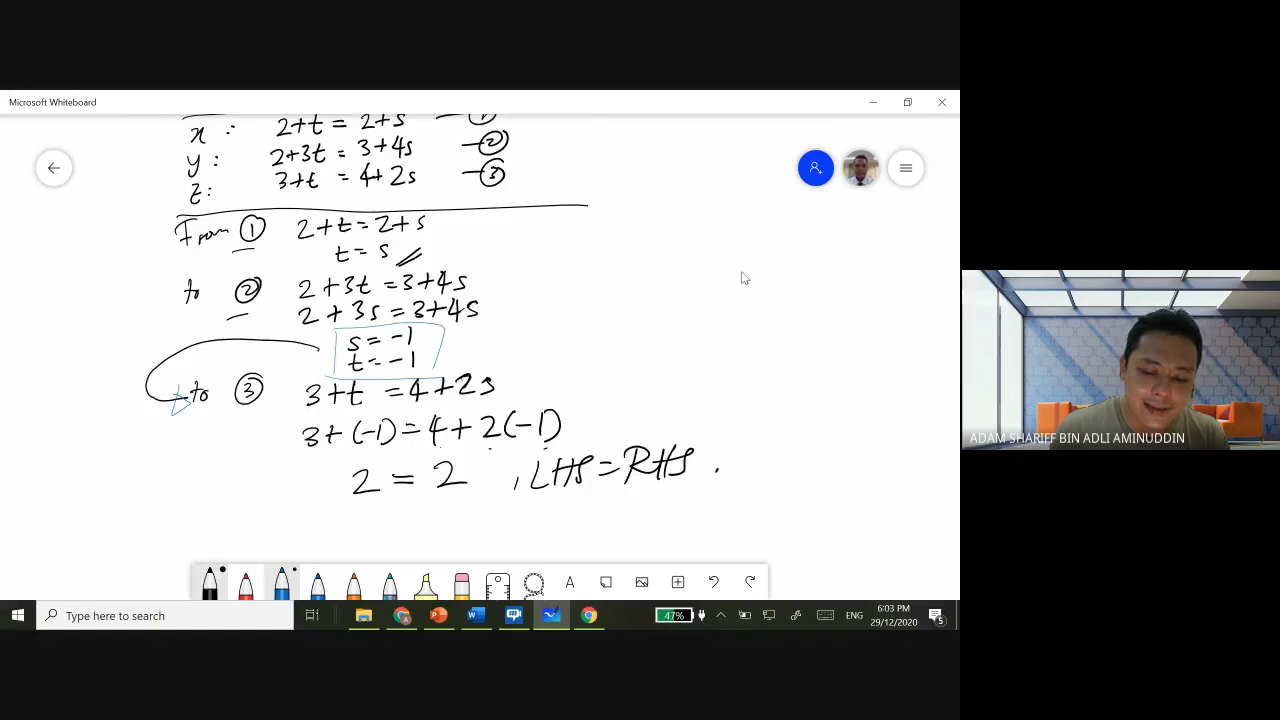 Microsoft Whiteboard
x : 2+t = 2+s —①
y : 2+3t = 3+4s —②
z: 3+t = 4+2s —③
From ① 2+t=2+s
t = s
to ② 2+3t=3+4s
2+3s=3+4s
s = -1
t = -1
to ③ 3+t = 4+2s
3+(-1)=4+2(-1)
2 = 2 , LHS=RHS .
ADAM SHARIFF BIN ADLI AMINUDDIN
A
Type here to search
47%
ENG
6:03 PM
29/12/2020
5